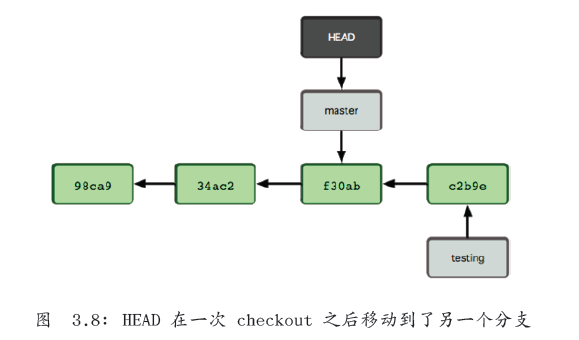 HEAD
master
98ca9
34ac2
f30ab
c2b9e
testing
图 3.8: HEAD 在一次 checkout 之后移动到了另一个分支